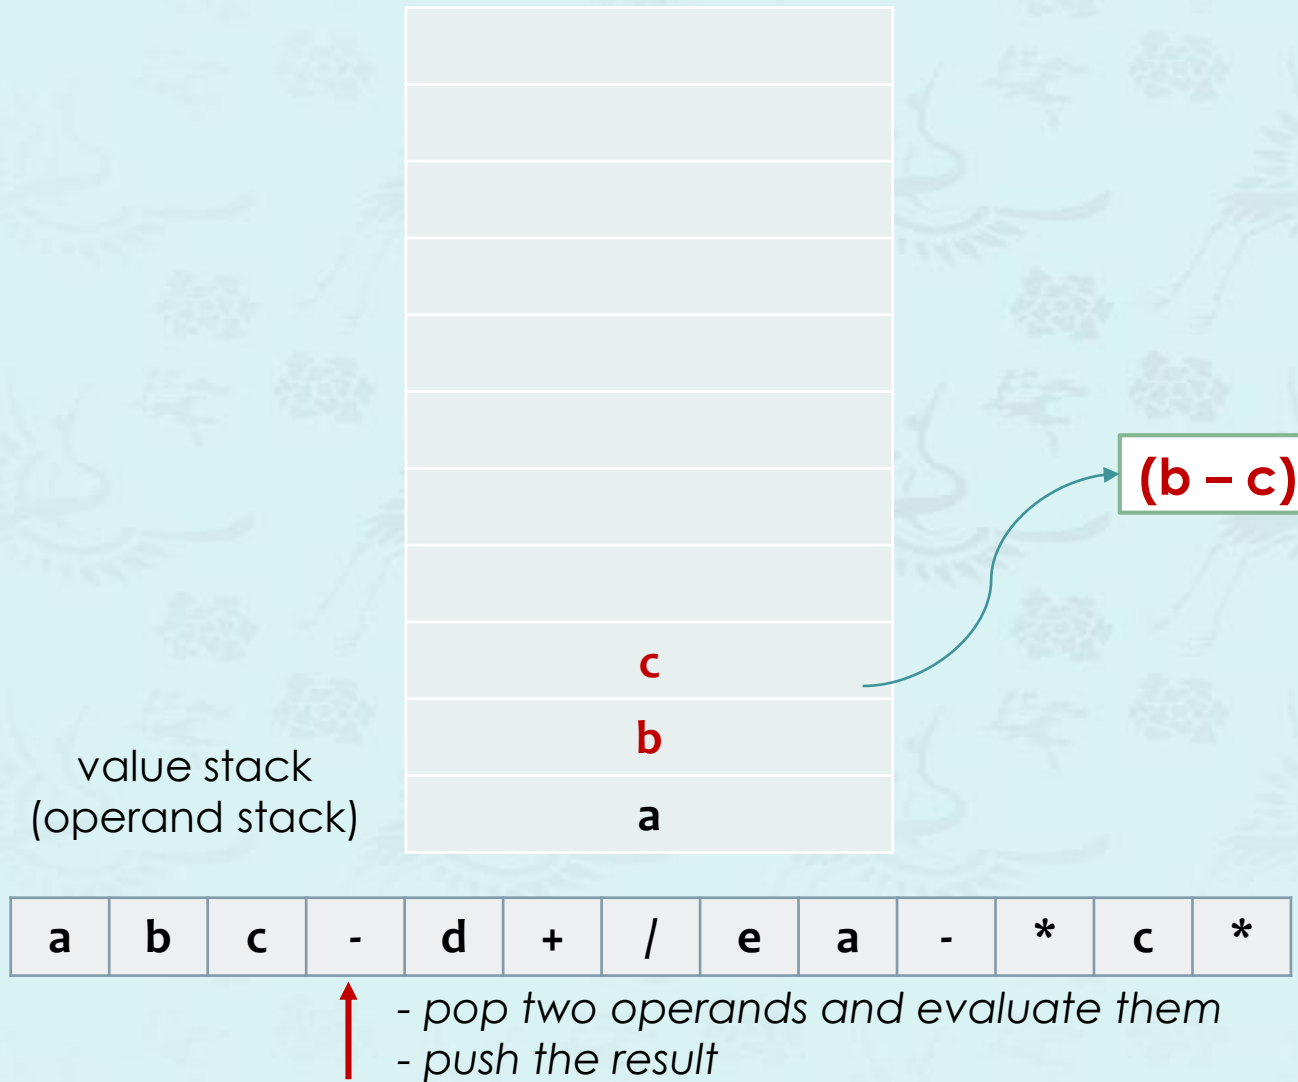 (b – c)
c
b
a
value stack
(operand stack)
a b c - d + / e a - * c *
- pop two operands and evaluate them
- push the result